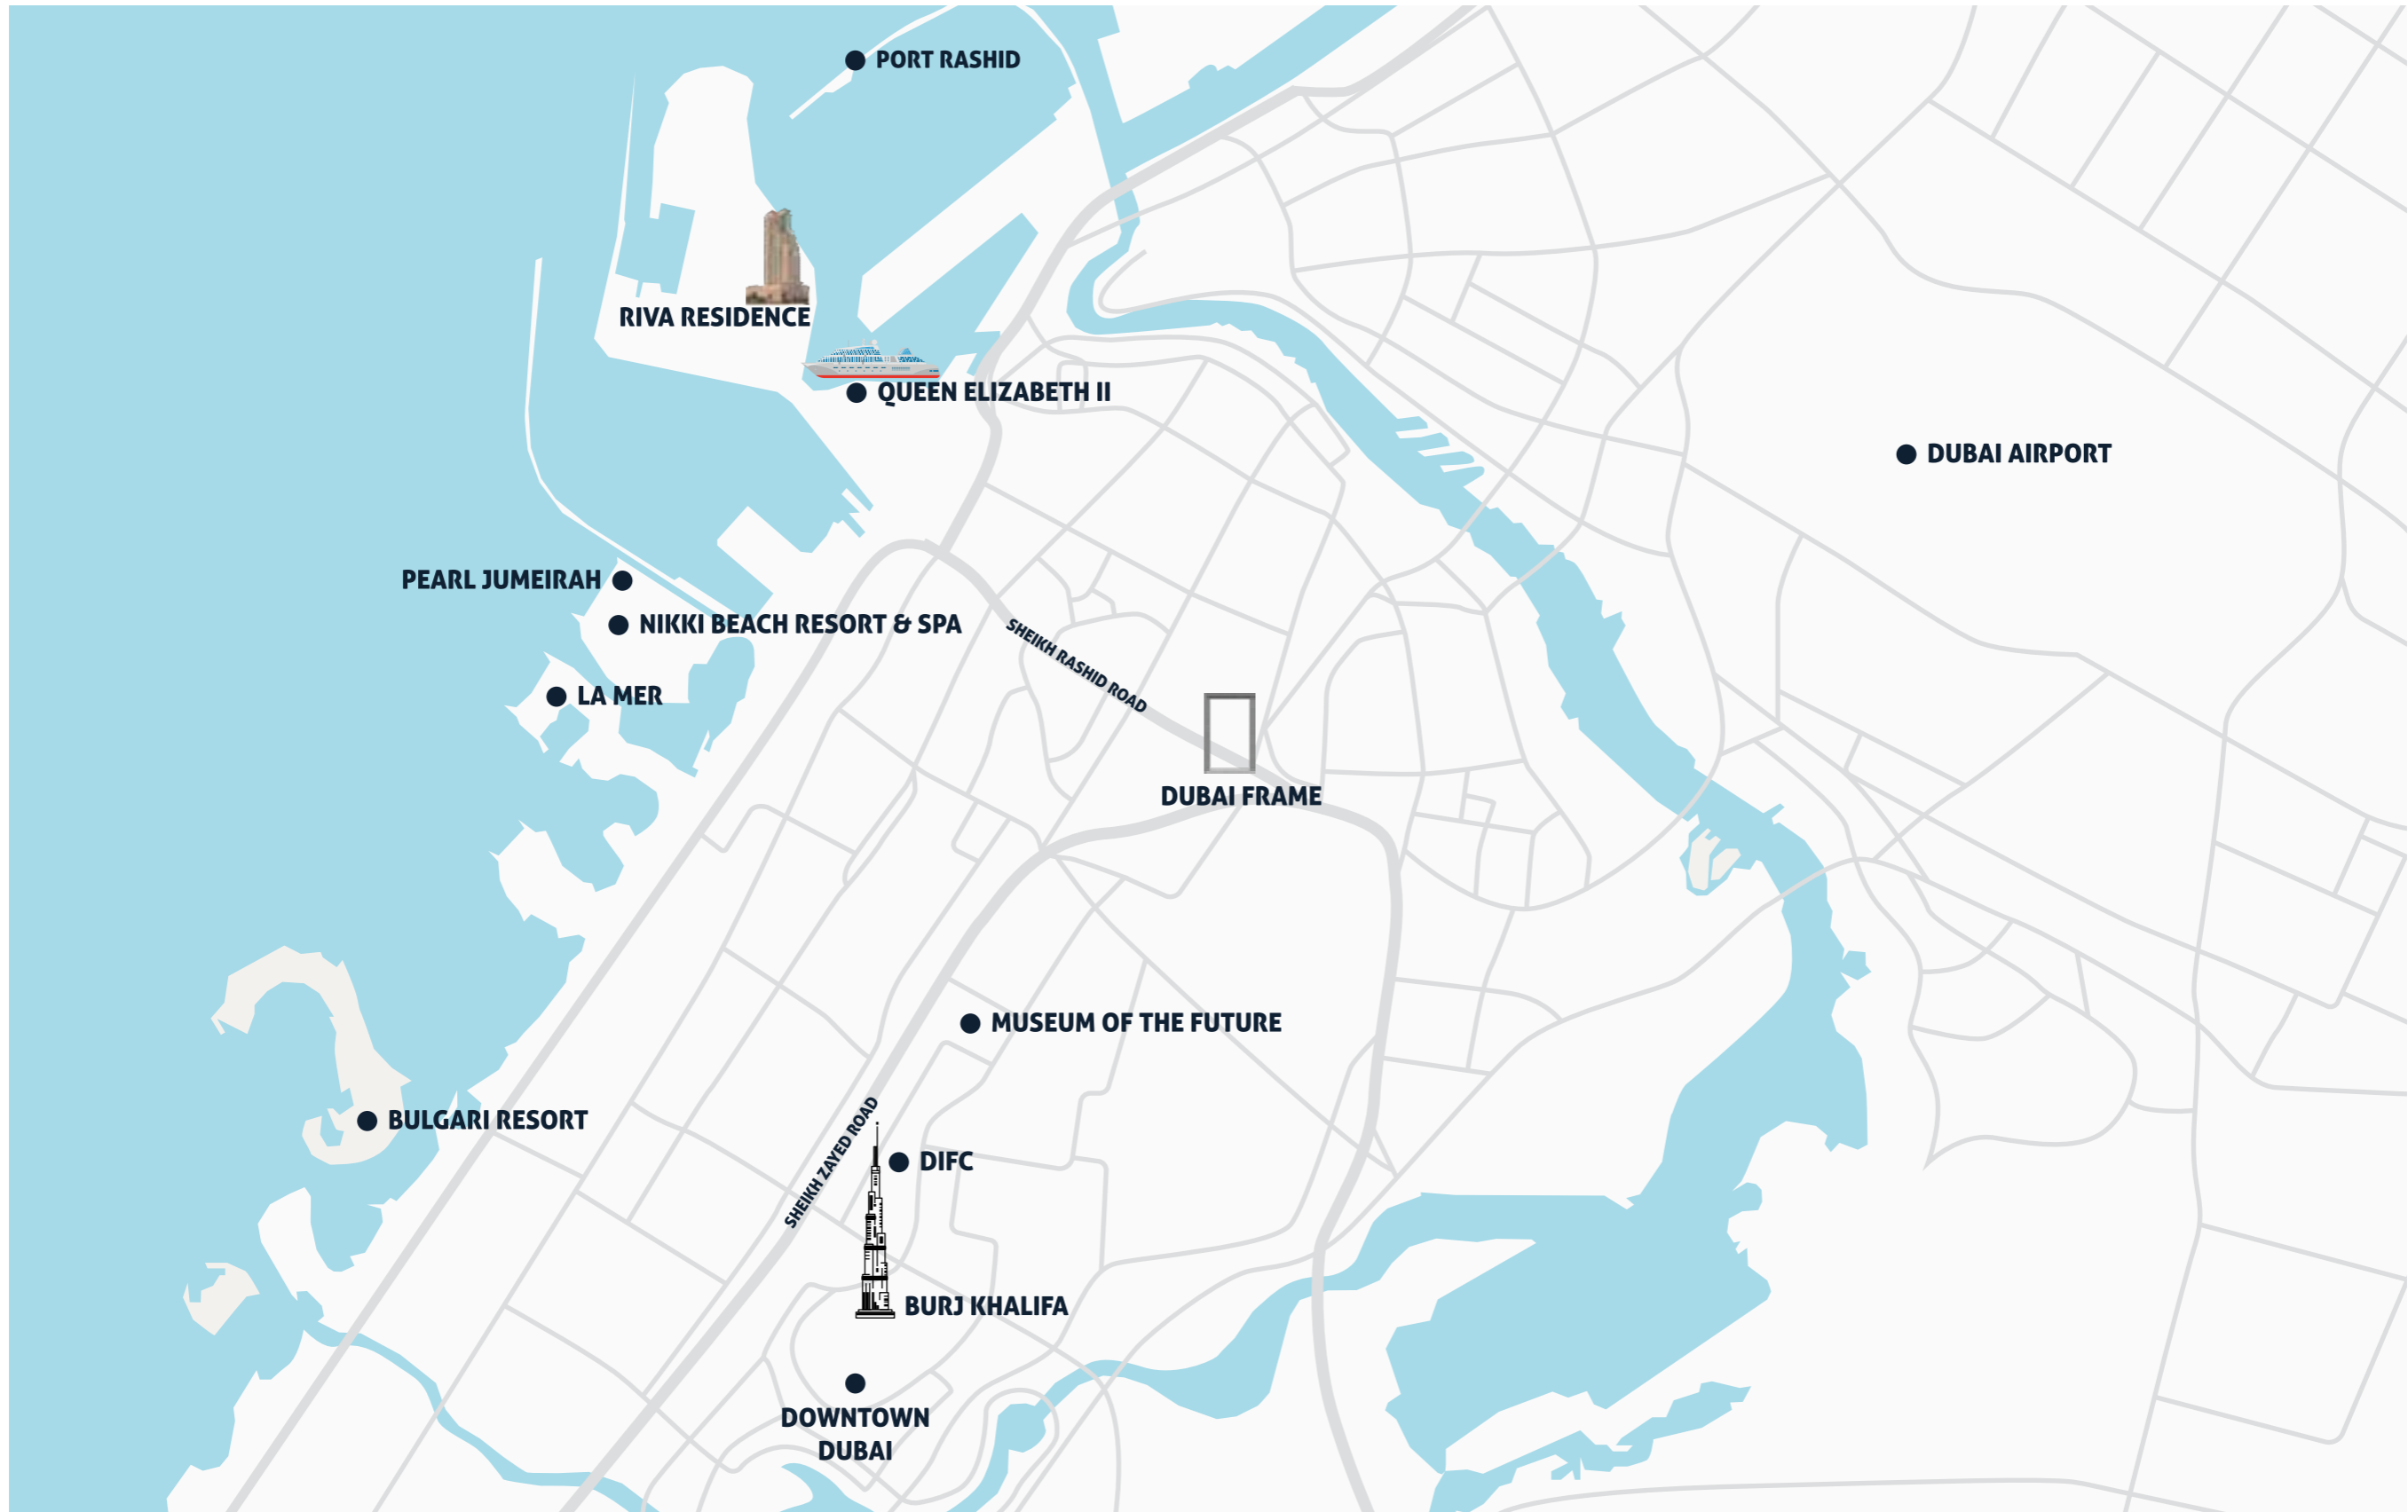 PORT RASHID
RIVA RESIDENCE
QUEEN ELIZABETH II
DUBAI AIRPORT
PEARL JUMEIRAH
NIKKI BEACH RESORT & SPA
SHEIKH RASHID ROAD
LA MER
DUBAI FRAME
MUSEUM OF THE FUTURE
BULGARI RESORT
SHEIKH ZAYED ROAD
DIFC
BURJ KHALIFA
DOWNTOWN
DUBAI